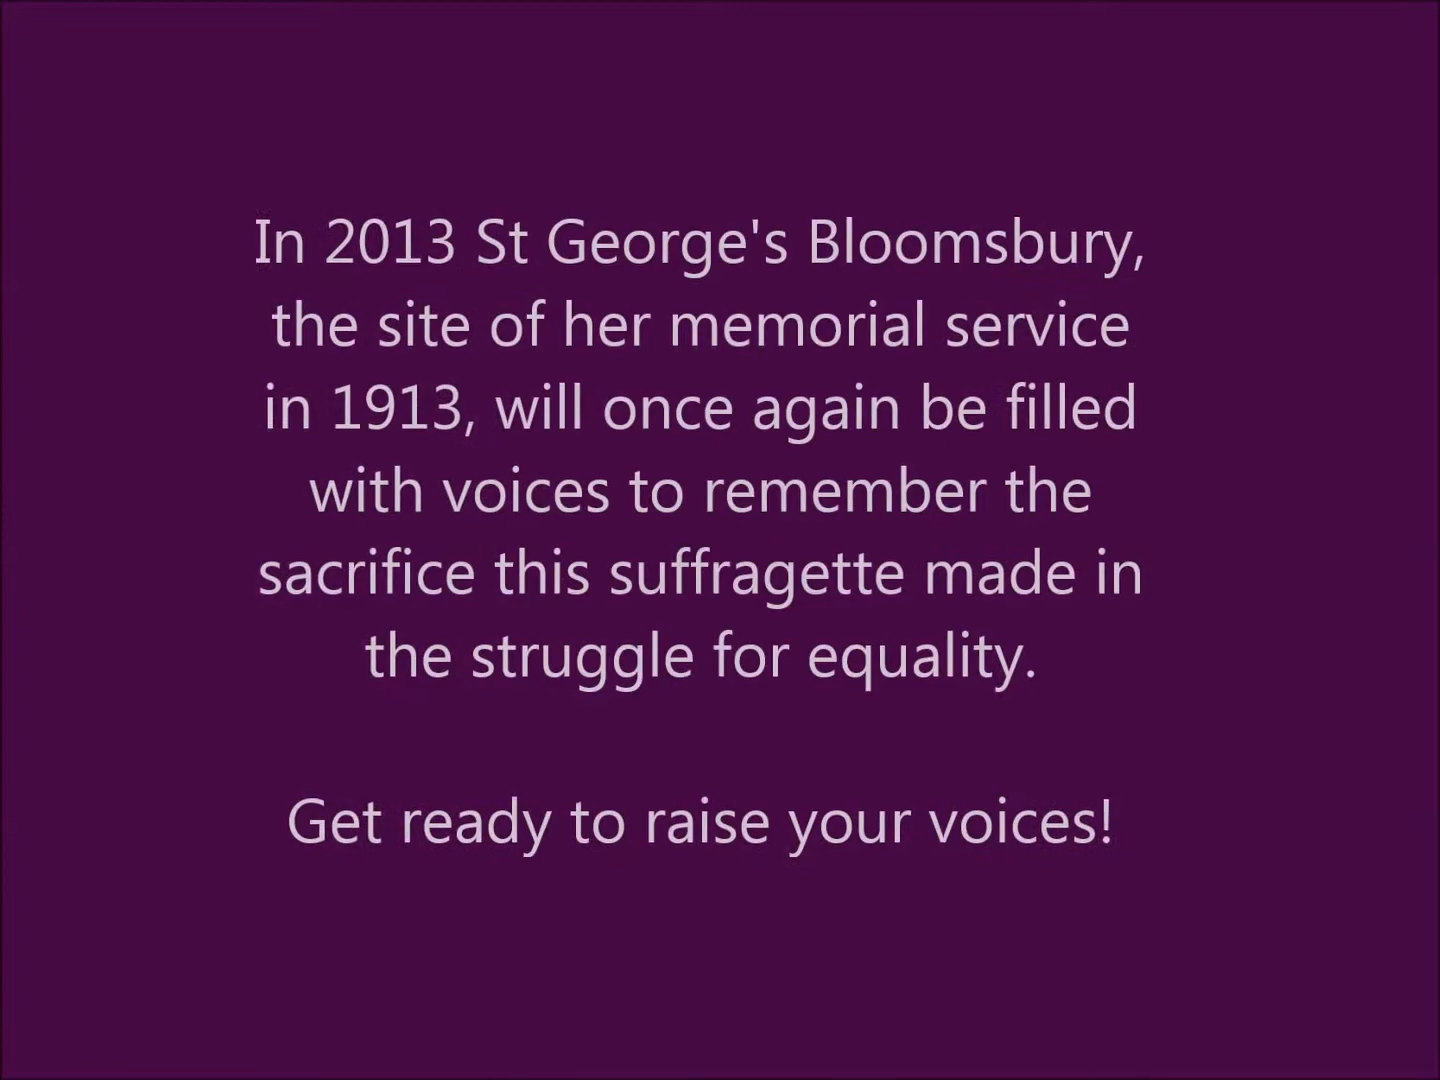 In 2013 St George's Bloomsbury,
the site of her memorial service
in 1913, will once again be filled
with voices to remember the
sacrifice this suffragette made in
the struggle for equality.
Get ready to raise your voices!